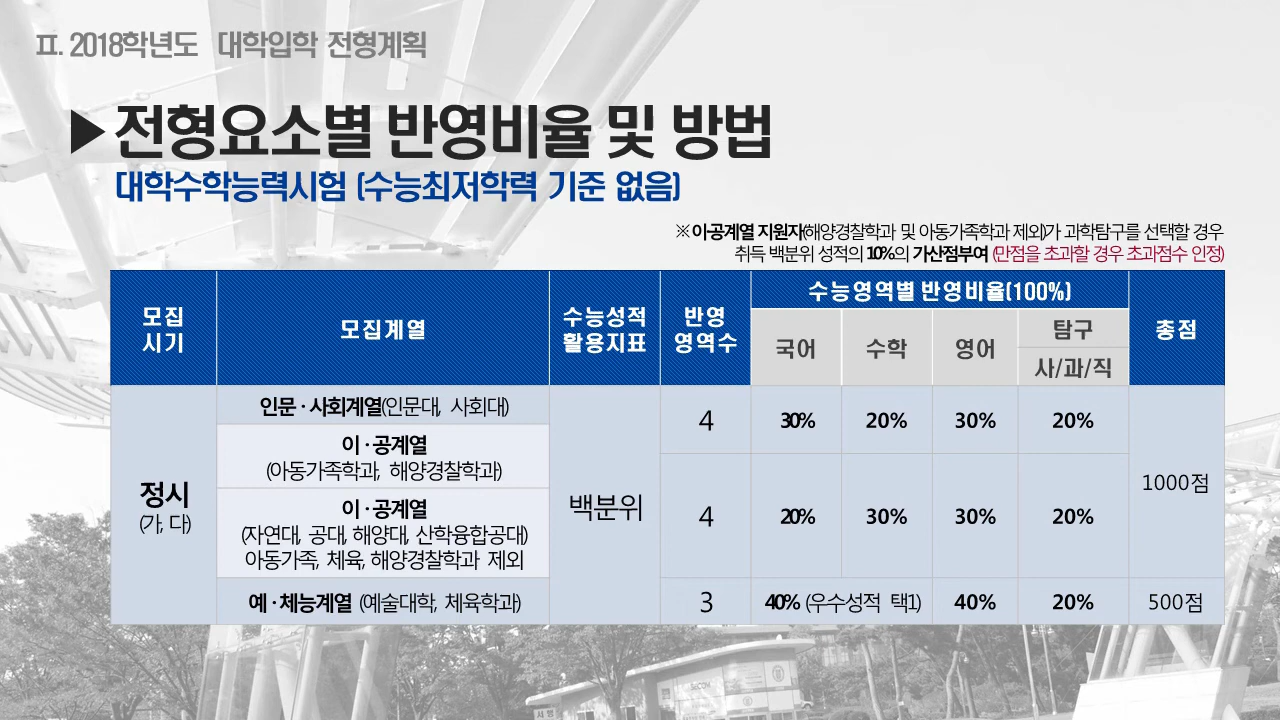 Ⅱ. 2018학년도 대학입학 전형계획
▶전형요소별 반영비율 및 방법
대학수학능력시험 (수능최저학력 기준 없음)
※ 이공계열 지원자(해양경찰학과 및 아동가족학과 제외)가 과학탐구를 선택할 경우
취득 백분위 성적의 10%의 가산점부여 (만점을 초과할 경우 초과점수 인정)
모집
시기
모집계열
수능성적
활용지표
반영
영역수
수능영역별 반영비율(100%)
국어
수학
영어
탐구
사/과/직
총점
정시
(가, 다)
인문·사회계열(인문대, 사회대)
이·공계열
(아동가족학과, 해양경찰학과)
이·공계열
(자연대, 공대, 해양대, 산학융합공대)
아동가족, 체육, 해양경찰학과 제외
예·체능계열 (예술대학, 체육학과)
백분위
4
30%
20%
30%
20%
4
20%
30%
30%
20%
1000점
3
40% (우수성적 택1)
40%
20%
500점